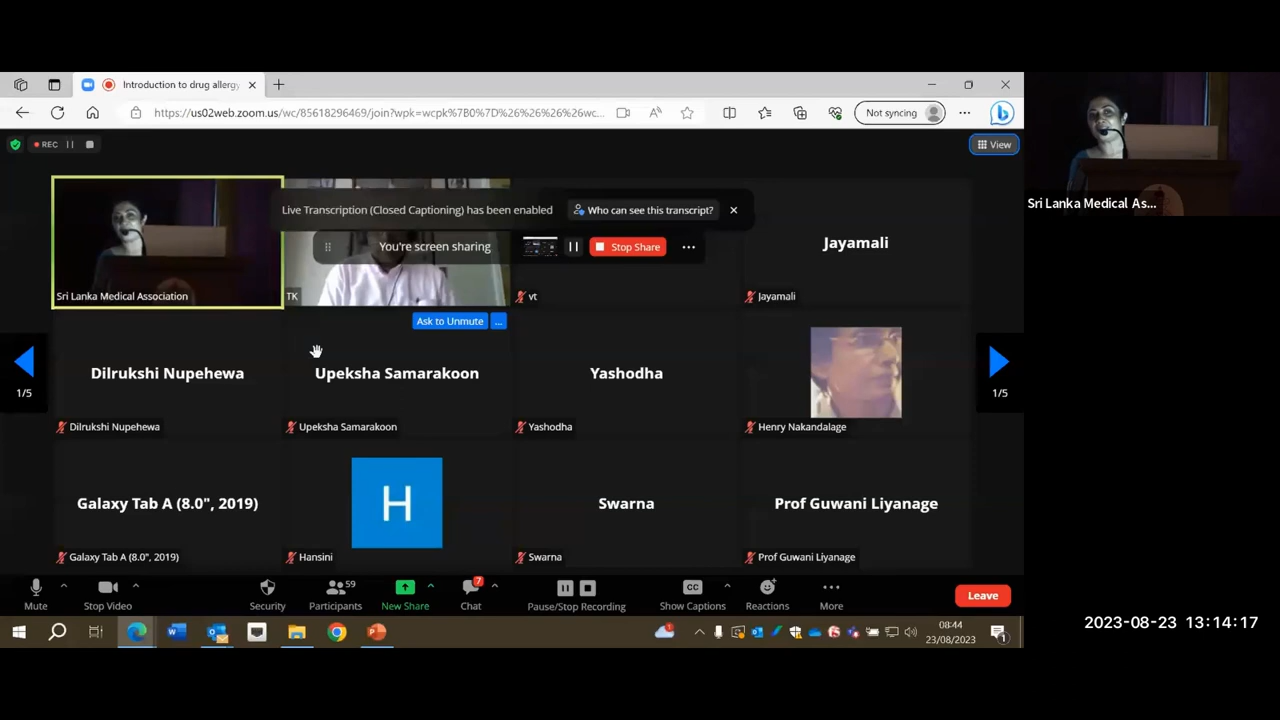 Introduction to drug allergy
https://us02web.zoom.us/wc/85618296469/join?wpk=wcpk%7B0%7D%26%26%26%26wc...
Not syncing
REC
View
Live Transcription (Closed Captioning) has been enabled
Who can see this transcript?
You're screen sharing
Stop Share
Jayamali
Sri Lanka Medical As...
Sri Lanka Medical Association
TK
vt
Jayamali
Ask to Unmute
...
Dilrukshi Nupehewa
Upeksha Samarakoon
Yashodha
1/5
1/5
Dilrukshi Nupehewa
Upeksha Samarakoon
Yashodha
Henry Nakandalage
Galaxy Tab A (8.0", 2019)
H
Swarna
Prof Guwani Liyanage
Galaxy Tab A (8.0", 2019)
Hansini
Swarna
Prof Guwani Liyanage
59
7
CC
Mute
Stop Video
Security
Participants
New Share
Chat
Pause/Stop Recording
Show Captions
Reactions
More
Leave
08:44
23/08/2023
1
2023-08-23 13:14:17